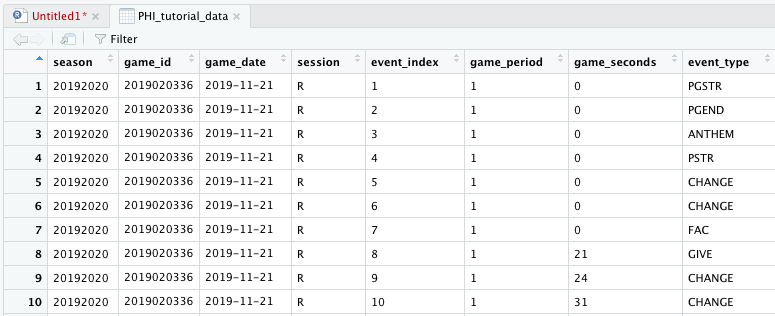 Untitled1* × PHI_tutorial_data ×
Filter
season game_id game_date session event_index game_period game_seconds event_type
1 20192020 2019020336 2019-11-21 R 1 1 0 PGSTR
2 20192020 2019020336 2019-11-21 R 2 1 0 PGEND
3 20192020 2019020336 2019-11-21 R 3 1 0 ANTHEM
4 20192020 2019020336 2019-11-21 R 4 1 0 PSTR
5 20192020 2019020336 2019-11-21 R 5 1 0 CHANGE
6 20192020 2019020336 2019-11-21 R 6 1 0 CHANGE
7 20192020 2019020336 2019-11-21 R 7 1 0 FAC
8 20192020 2019020336 2019-11-21 R 8 1 21 GIVE
9 20192020 2019020336 2019-11-21 R 9 1 24 CHANGE
10 20192020 2019020336 2019-11-21 R 10 1 31 CHANGE